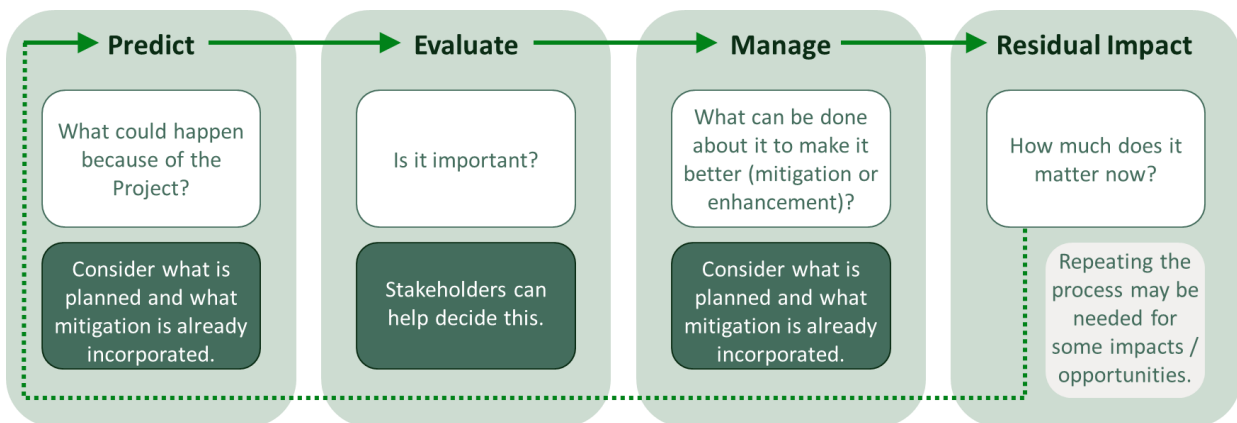 Predict
What could happen
because of the
Project?
Consider what is
planned and what
mitigation is already
incorporated.
Evaluate
Is it important?
Stakeholders can
help decide this.
Manage
What can be done
about it to make it
better (mitigation or
enhancement)?
Consider what is
planned and what
mitigation is already
incorporated.
Residual Impact
How much does it
matter now?
Repeating the
process may be
needed for
some impacts /
opportunities.